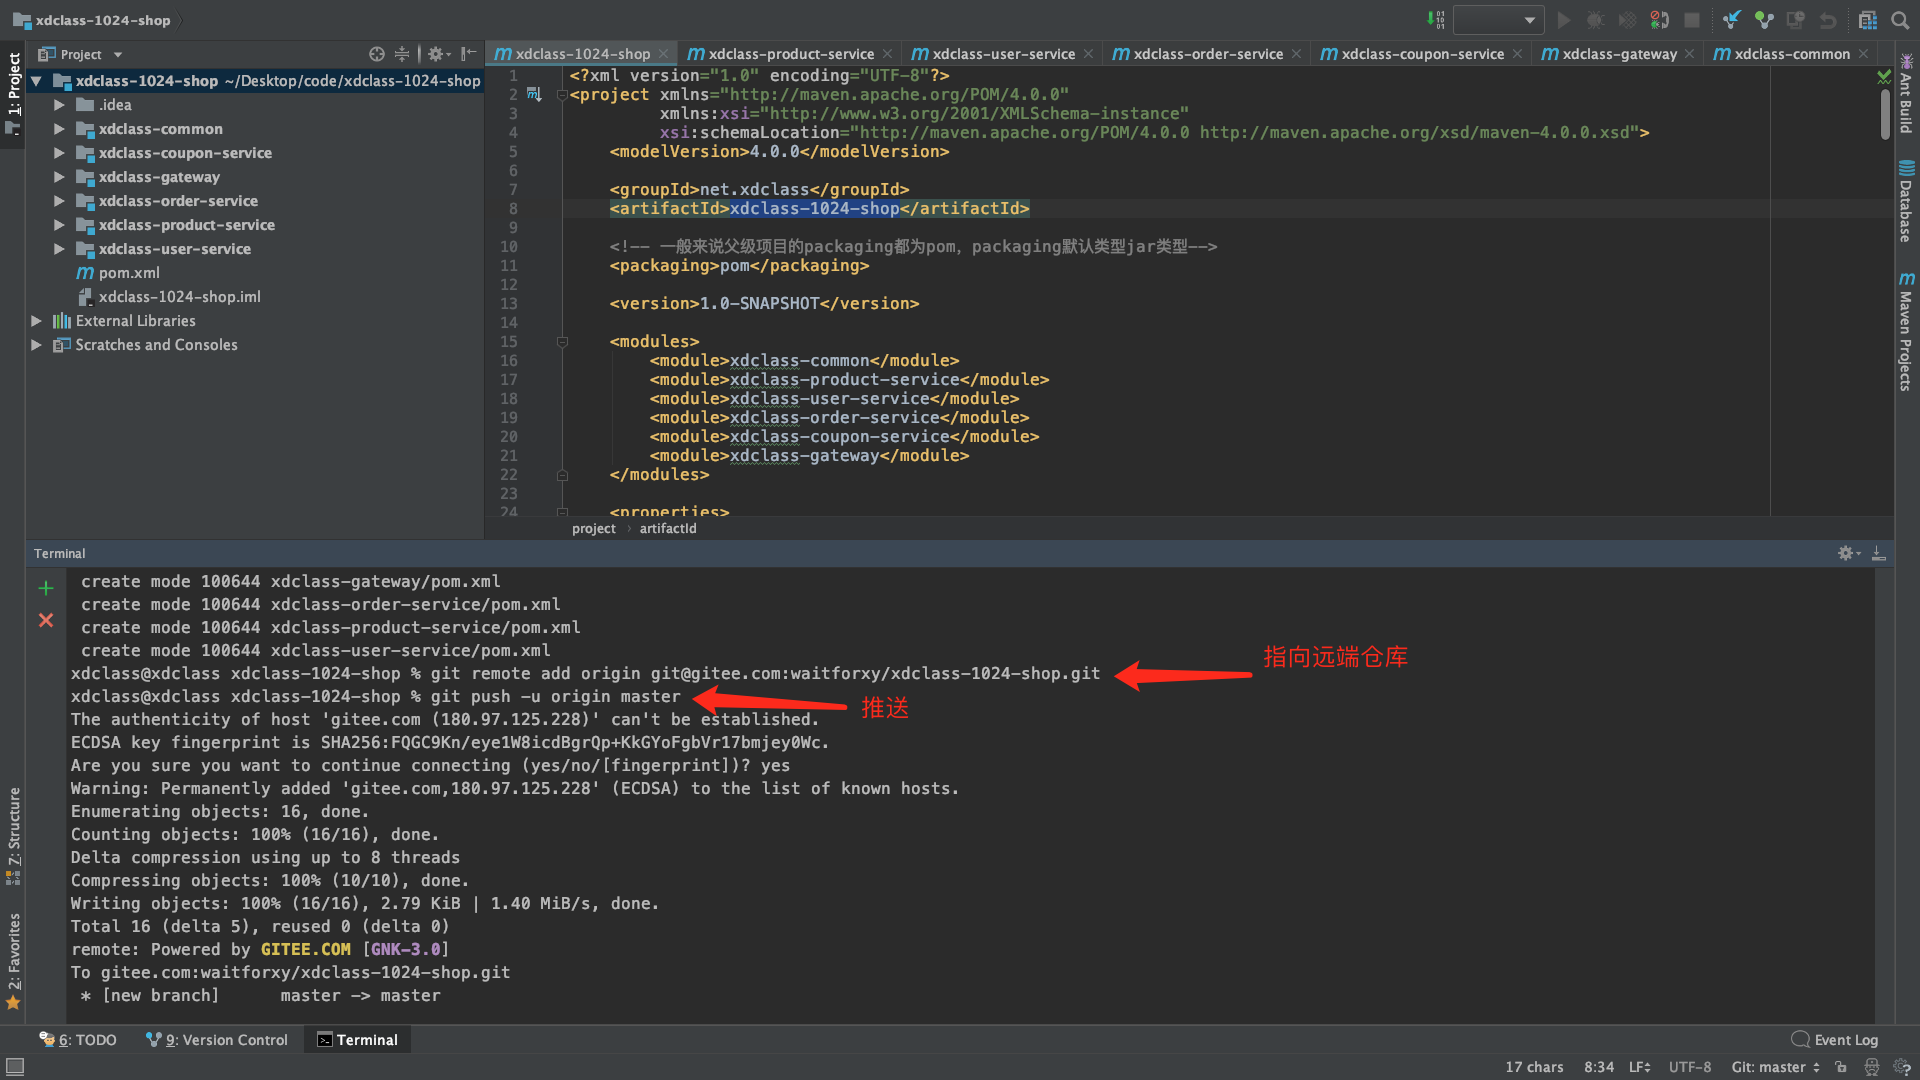 xdclass-1024-shop
Project
xdclass-1024-shop ~/Desktop/code/xdclass-1024-shop
.idea
xdclass-common
xdclass-coupon-service
xdclass-gateway
xdclass-order-service
xdclass-product-service
xdclass-user-service
pom.xml
xdclass-1024-shop.iml
External Libraries
Scratches and Consoles
1: Project
7: Structure
2: Favorites
xdclass-1024-shop
xdclass-product-service
xdclass-user-service
xdclass-order-service
xdclass-coupon-service
xdclass-gateway
xdclass-common
1 <?xml version="1.0" encoding="UTF-8"?>
2 <project xmlns="http://maven.apache.org/POM/4.0.0"
3 xmlns:xsi="http://www.w3.org/2001/XMLSchema-instance"
4 xsi:schemaLocation="http://maven.apache.org/POM/4.0.0 http://maven.apache.org/xsd/maven-4.0.0.xsd">
5 <modelVersion>4.0.0</modelVersion>
6
7 <groupId>net.xdclass</groupId>
8 <artifactId>xdclass-1024-shop</artifactId>
9
10 <!-- 一般来说父级项目的packaging都为pom，packaging默认类型jar类型-->
11 <packaging>pom</packaging>
12
13 <version>1.0-SNAPSHOT</version>
14
15 <modules>
16 <module>xdclass-common</module>
17 <module>xdclass-product-service</module>
18 <module>xdclass-user-service</module>
19 <module>xdclass-order-service</module>
20 <module>xdclass-coupon-service</module>
21 <module>xdclass-gateway</module>
22 </modules>
23
24 <properties>
project › artifactId
Ant Build
Database
Maven Projects
Terminal
create mode 100644 xdclass-gateway/pom.xml
create mode 100644 xdclass-order-service/pom.xml
create mode 100644 xdclass-product-service/pom.xml
create mode 100644 xdclass-user-service/pom.xml
xdclass@xdclass xdclass-1024-shop % git remote add origin git@gitee.com:waitforxy/xdclass-1024-shop.git
指向远端仓库
xdclass@xdclass xdclass-1024-shop % git push -u origin master
推送
The authenticity of host 'gitee.com (180.97.125.228)' can't be established.
ECDSA key fingerprint is SHA256:FQGC9Kn/eye1W8icdBgrQp+KkGYoFgbVr17bmjey0Wc.
Are you sure you want to continue connecting (yes/no/[fingerprint])? yes
Warning: Permanently added 'gitee.com,180.97.125.228' (ECDSA) to the list of known hosts.
Enumerating objects: 16, done.
Counting objects: 100% (16/16), done.
Delta compression using up to 8 threads
Compressing objects: 100% (10/10), done.
Writing objects: 100% (16/16), 2.79 KiB | 1.40 MiB/s, done.
Total 16 (delta 5), reused 0 (delta 0)
remote: Powered by GITEE.COM [GNK-3.0]
To gitee.com:waitforxy/xdclass-1024-shop.git
* [new branch] master -> master
6: TODO
9: Version Control
Terminal
Event Log
17 chars 8:34 LF UTF-8 Git: master